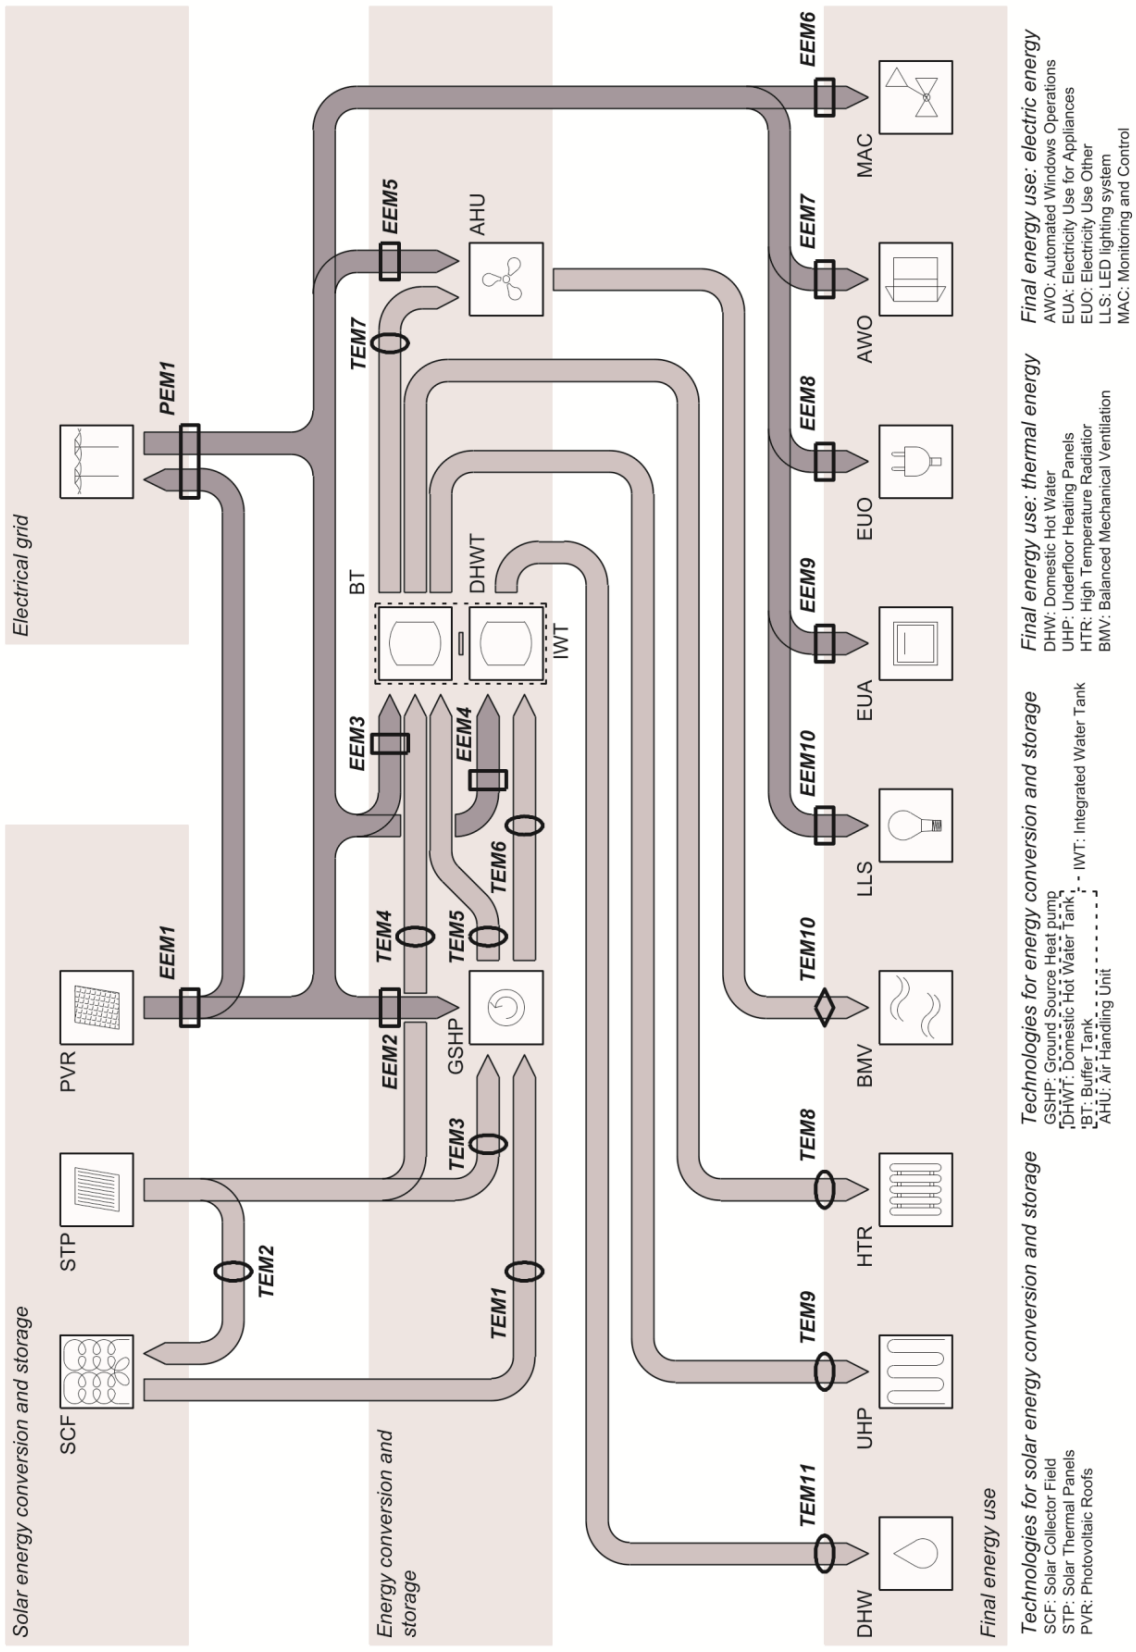 Solar energy conversion and storage
Electrical grid
SCF
STP
PVR
EEM1
PEM1
TEM2
Energy conversion and
storage
TEM1
TEM3
EEM2
GSHP
TEM4
TEM5
TEM6
EEM3
EEM4
BT
DHWT
IWT
TEM7
EEM5
AHU
Final energy use
TEM11
TEM9
TEM8
TEM10
EEM10
EEM9
EEM8
EEM7
EEM6
DHW
UHP
HTR
BMV
LLS
EUA
EUO
AWO
MAC
Technologies for solar energy conversion and storage
SCF: Solar Collector Field
STP: Solar Thermal Panels
PVR: Photovoltaic Roofs
Technologies for energy conversion and storage
GSHP: Ground Source Heat pump
DHWT: Domestic Hot Water Tank
BT: Buffer Tank
IWT: Integrated Water Tank
AHU: Air Handling Unit
Final energy use: thermal energy
DHW: Domestic Hot Water
UHP: Underfloor Heating Panels
HTR: High Temperature Radiatior
BMV: Balanced Mechanical Ventilation
Final energy use: electric energy
AWO: Automated Windows Operations
EUA: Electricity Use for Appliances
EUO: Electricity Use Other
LLS: LED lighting system
MAC: Monitoring and Control